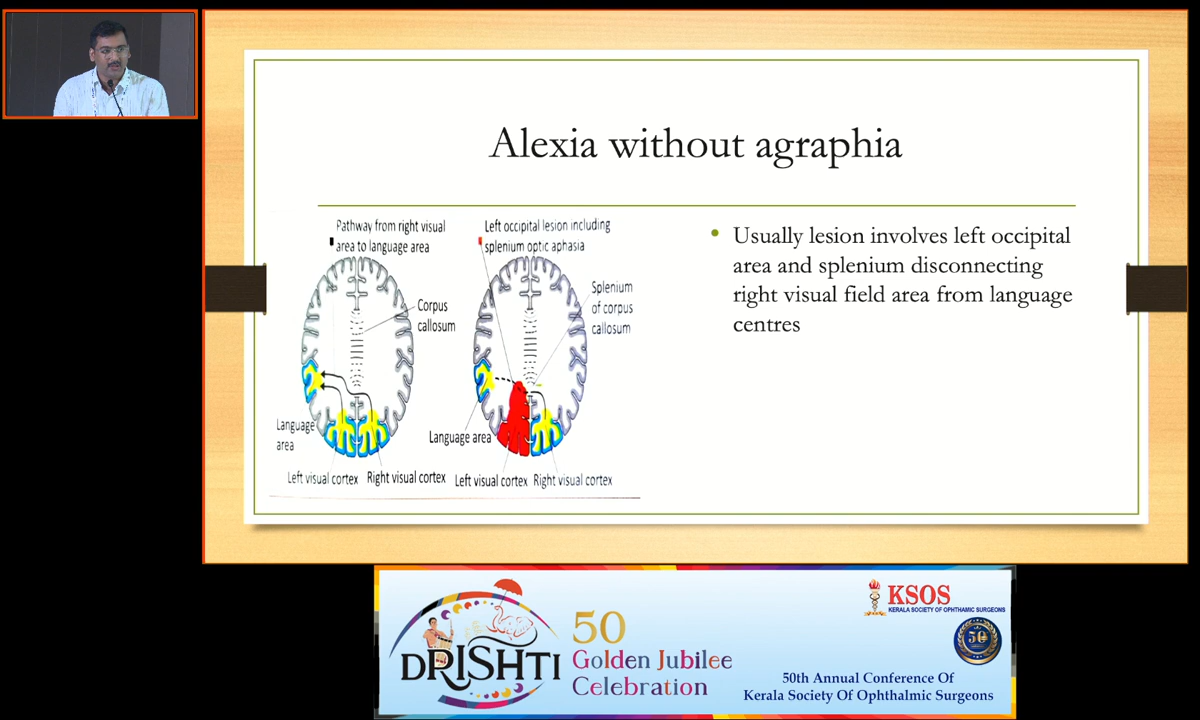 Alexia without agraphia
Pathway from right visual
area to language area
Corpus
callosum
Language
area
Left visual cortex
Right visual cortex
Left occipital lesion including
splenium optic aphasia
Splenium
of corpus
callosum
Language area
Left visual cortex
Right visual cortex
• Usually lesion involves left occipital
area and splenium disconnecting
right visual field area from language
centres
DRISHTI
50
Golden Jubilee
Celebration
KSOS
KERALA SOCIETY OF OPHTHAMIC SURGEONS
50
50th Annual Conference Of
Kerala Society Of Ophthalmic Surgeons